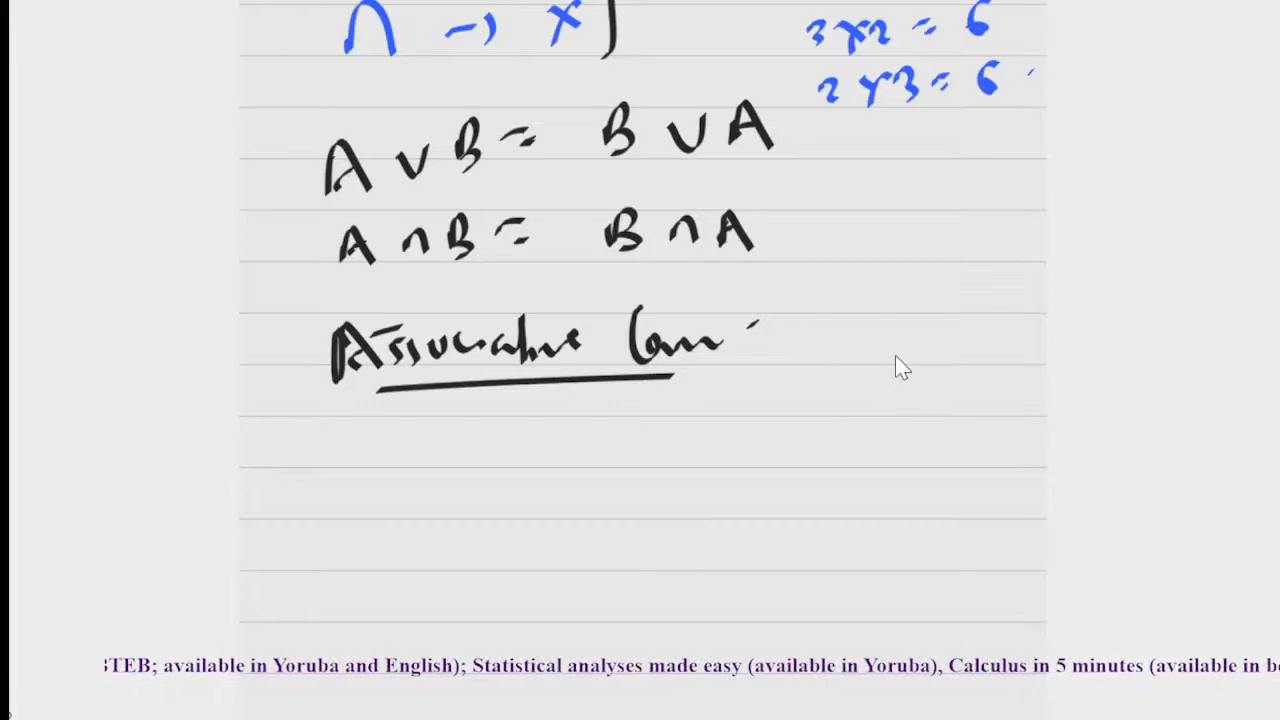 ∩ → x
3 x 2 = 6
2 x 3 = 6
A ∪ B = B ∪ A
A ∩ B = B ∩ A
Associative Law
STEB; available in Yoruba and English); Statistical analyses made easy (available in Yoruba), Calculus in 5 minutes (available in b